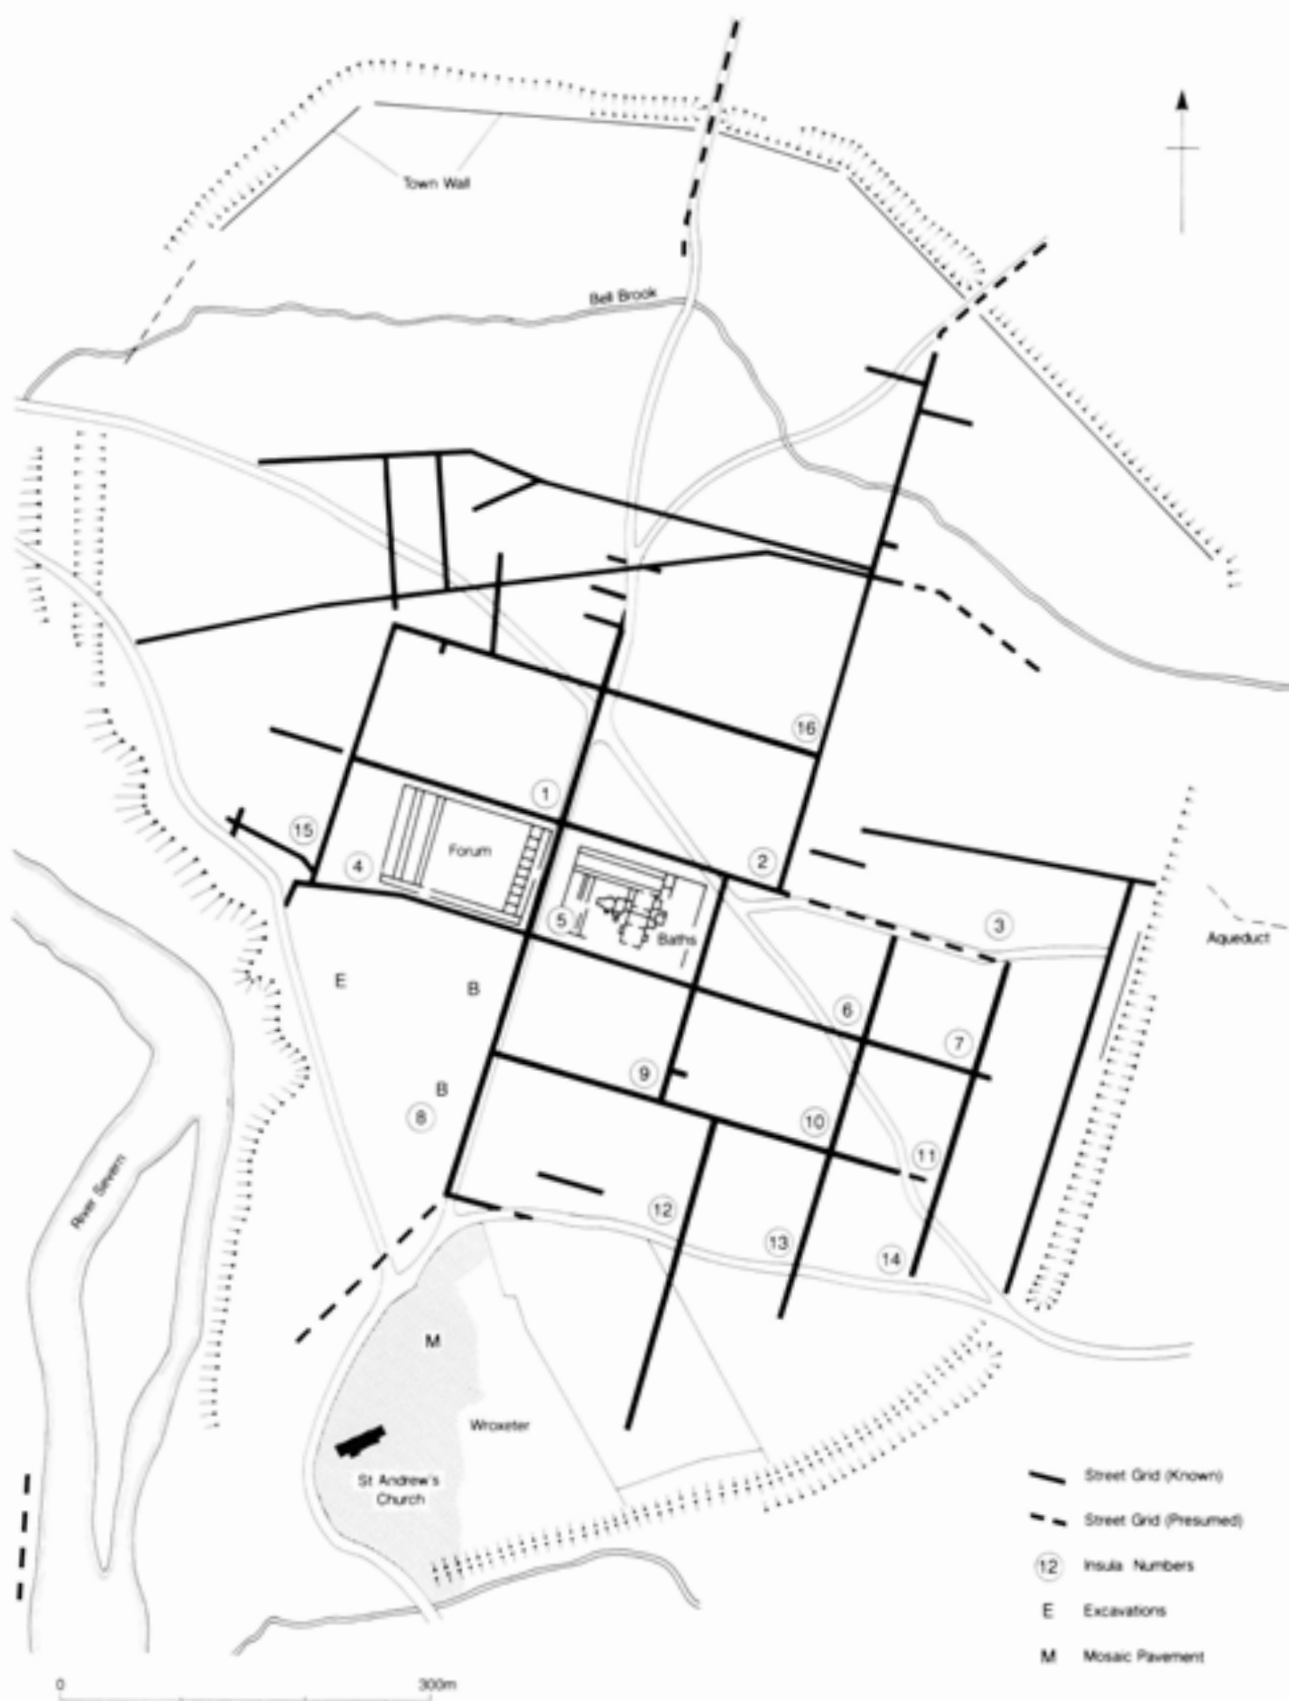 Town Wall
Bell Brook
16
1
15
Forum
2
4
5
3
Baths
Aqueduct
E
B
6
7
9
B
8
10
11
River Severn
12
13
14
M
Wroxeter
St Andrew's
Church
Street Grid (Known)
Street Grid (Presumed)
12 Insula Numbers
E Excavations
M Mosaic Pavement
0 300m